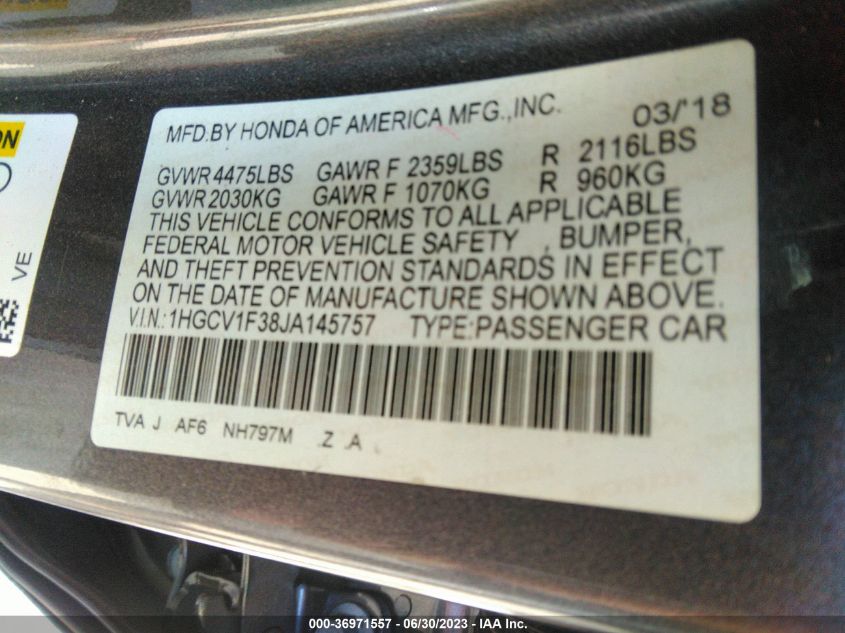 ON
VE
MFD.BY HONDA OF AMERICA MFG.,INC. 03/'18
GVWR 4475LBS GAWR F 2359LBS R 2116LBS
GVWR 2030KG GAWR F 1070KG R 960KG
THIS VEHICLE CONFORMS TO ALL APPLICABLE
FEDERAL MOTOR VEHICLE SAFETY , BUMPER,
AND THEFT PREVENTION STANDARDS IN EFFECT
ON THE DATE OF MANUFACTURE SHOWN ABOVE.
V.I.N.:1HGCV1F38JA145757 TYPE:PASSENGER CAR
TVA J AF6 NH797M .Z .A
000-36971557 / 06/30/2023 - IAA Inc.